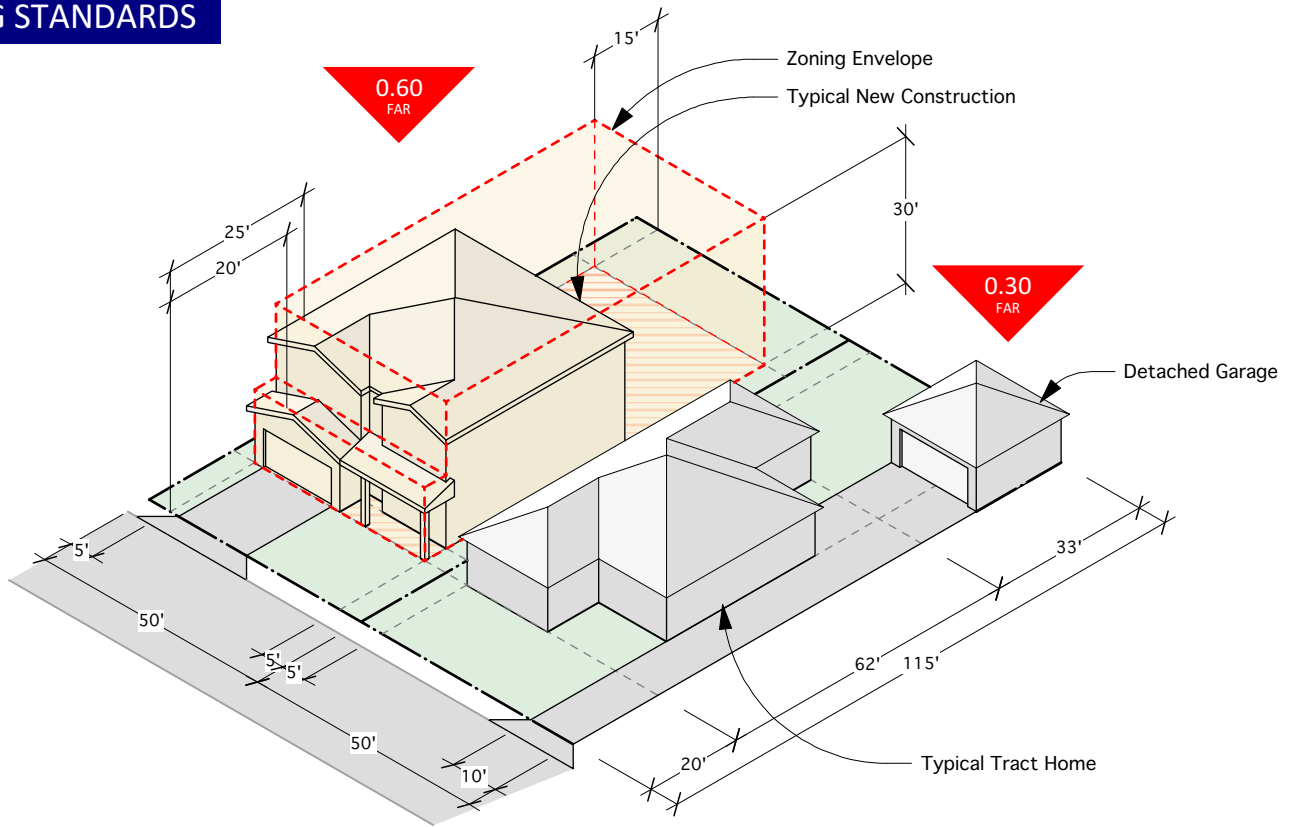 G STANDARDS
15'
Zoning Envelope
Typical New Construction
0.60
FAR
30'
25'
20'
0.30
FAR
Detached Garage
5'
33'
50'
5'
5'
62'
115'
50'
20'
Typical Tract Home
10'